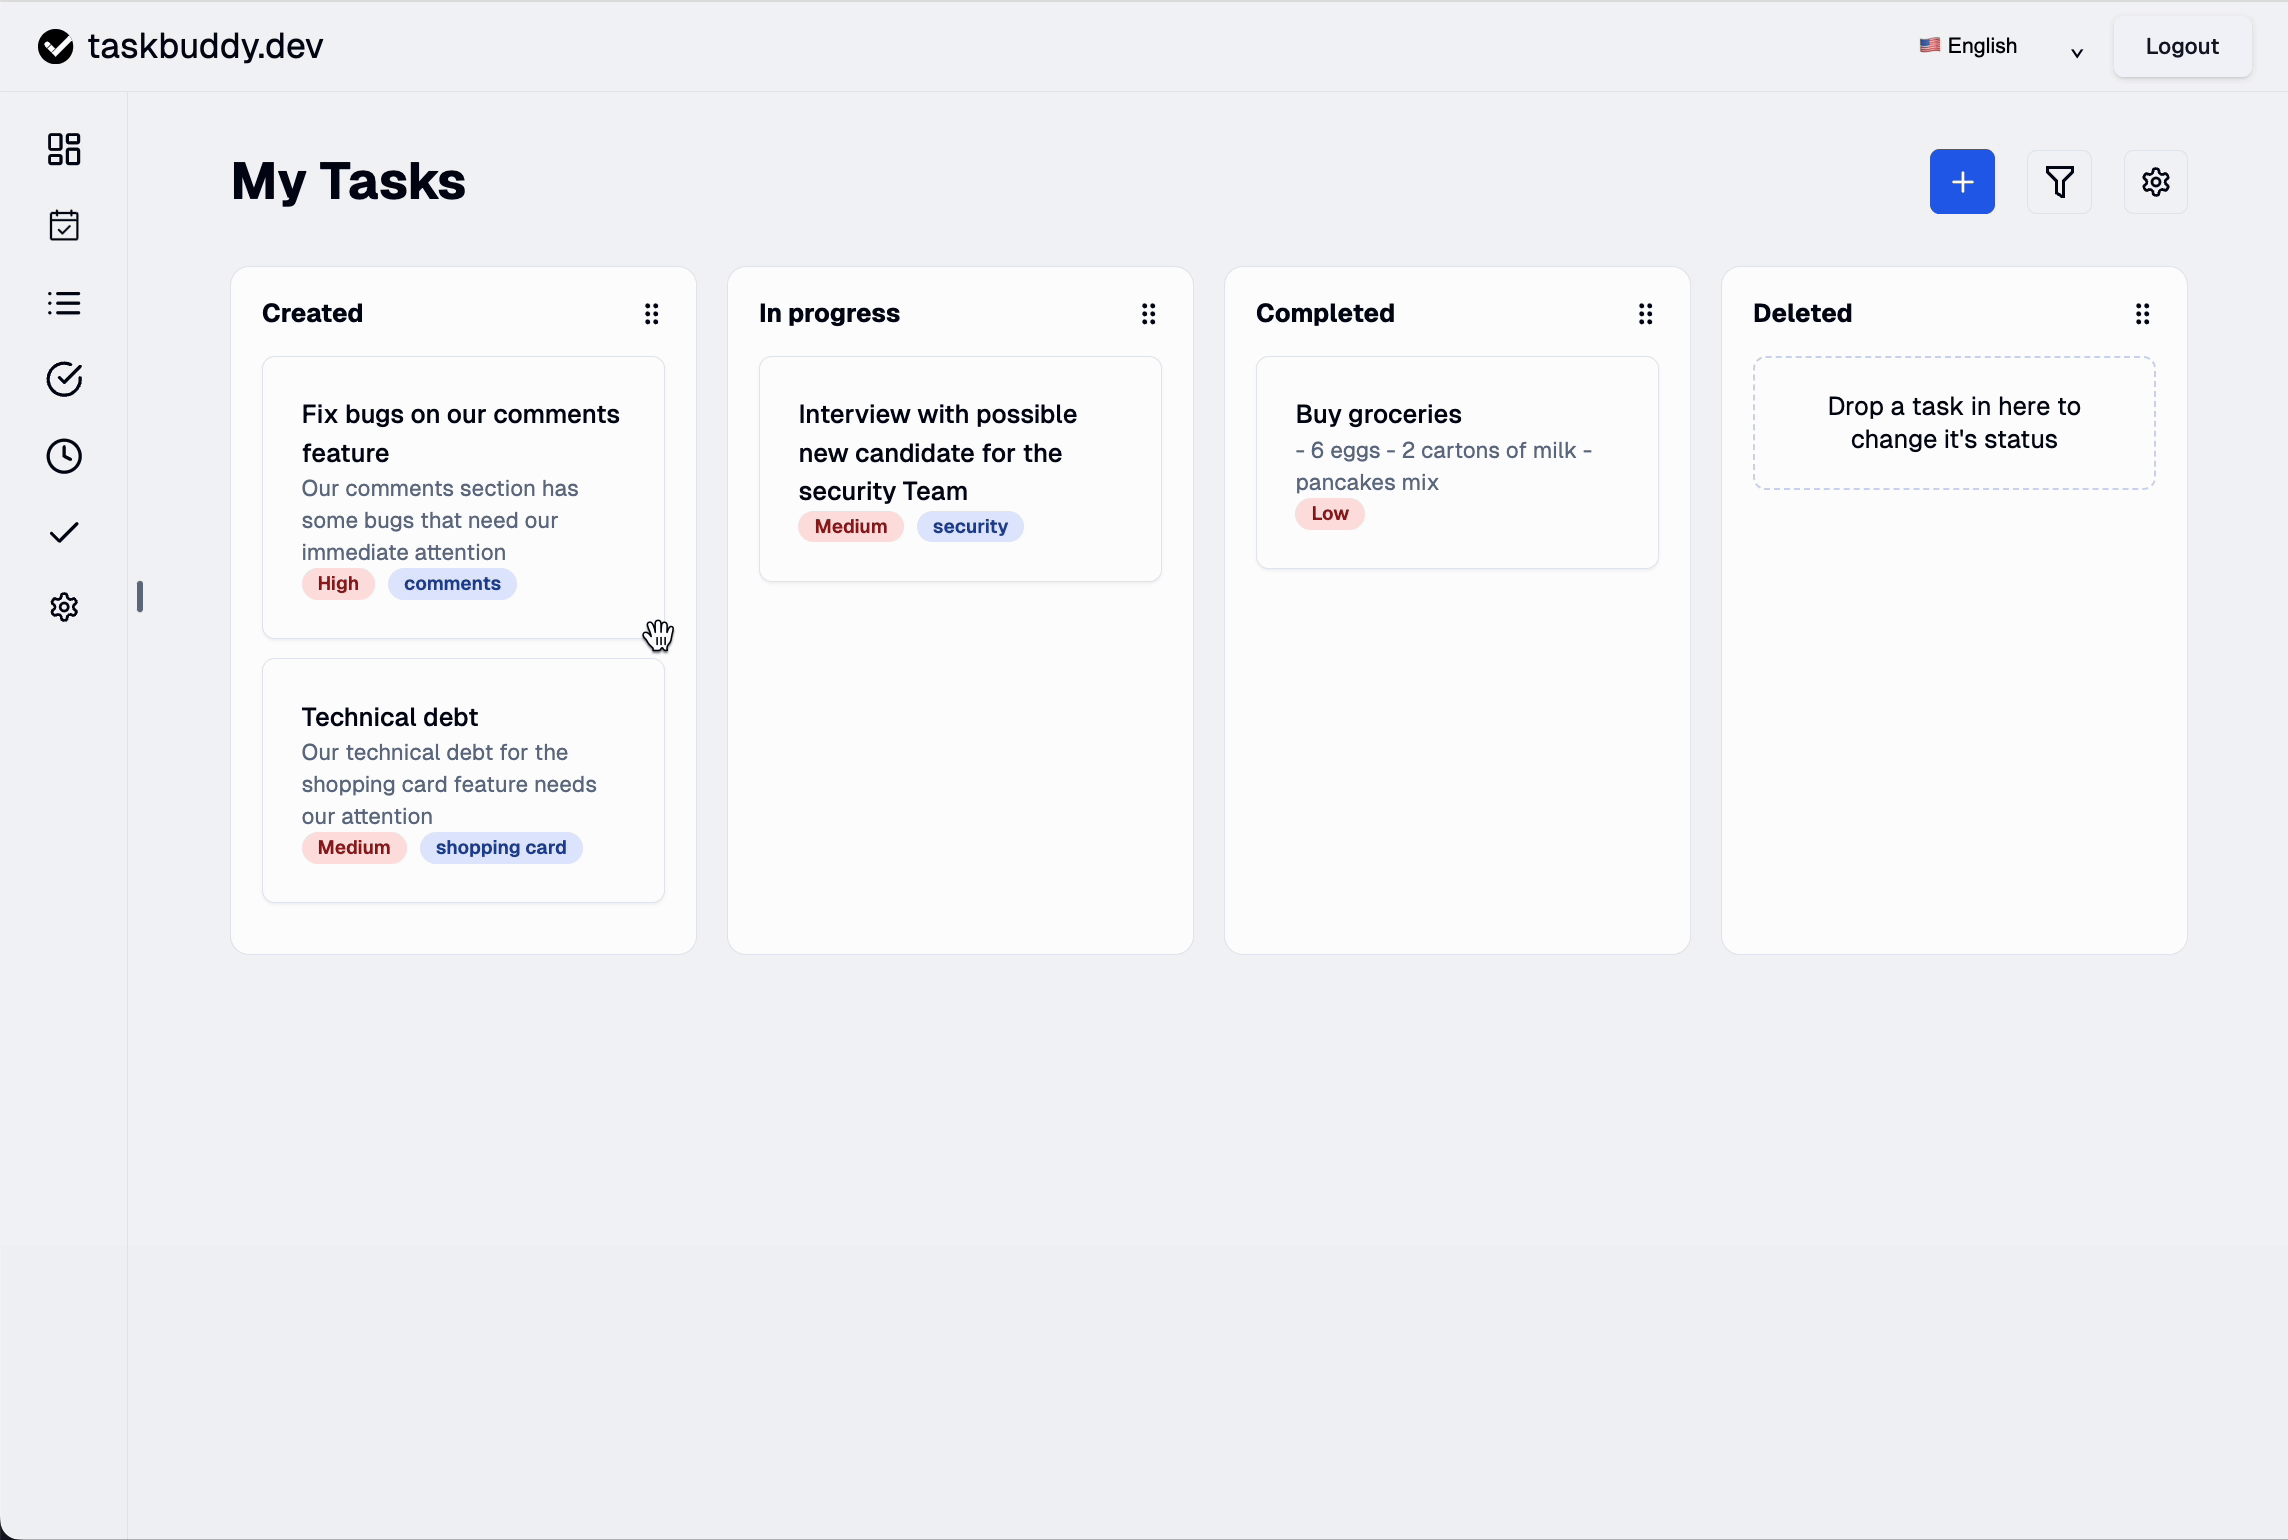 taskbuddy.dev
English
Logout
My Tasks
Created
Fix bugs on our comments
feature
Our comments section has
some bugs that need our
immediate attention
High comments
Technical debt
Our technical debt for the
shopping card feature needs
our attention
Medium shopping card
In progress
Interview with possible
new candidate for the
security Team
Medium security
Completed
Buy groceries
- 6 eggs - 2 cartons of milk -
pancakes mix
Low
Deleted
Drop a task in here to
change it's status